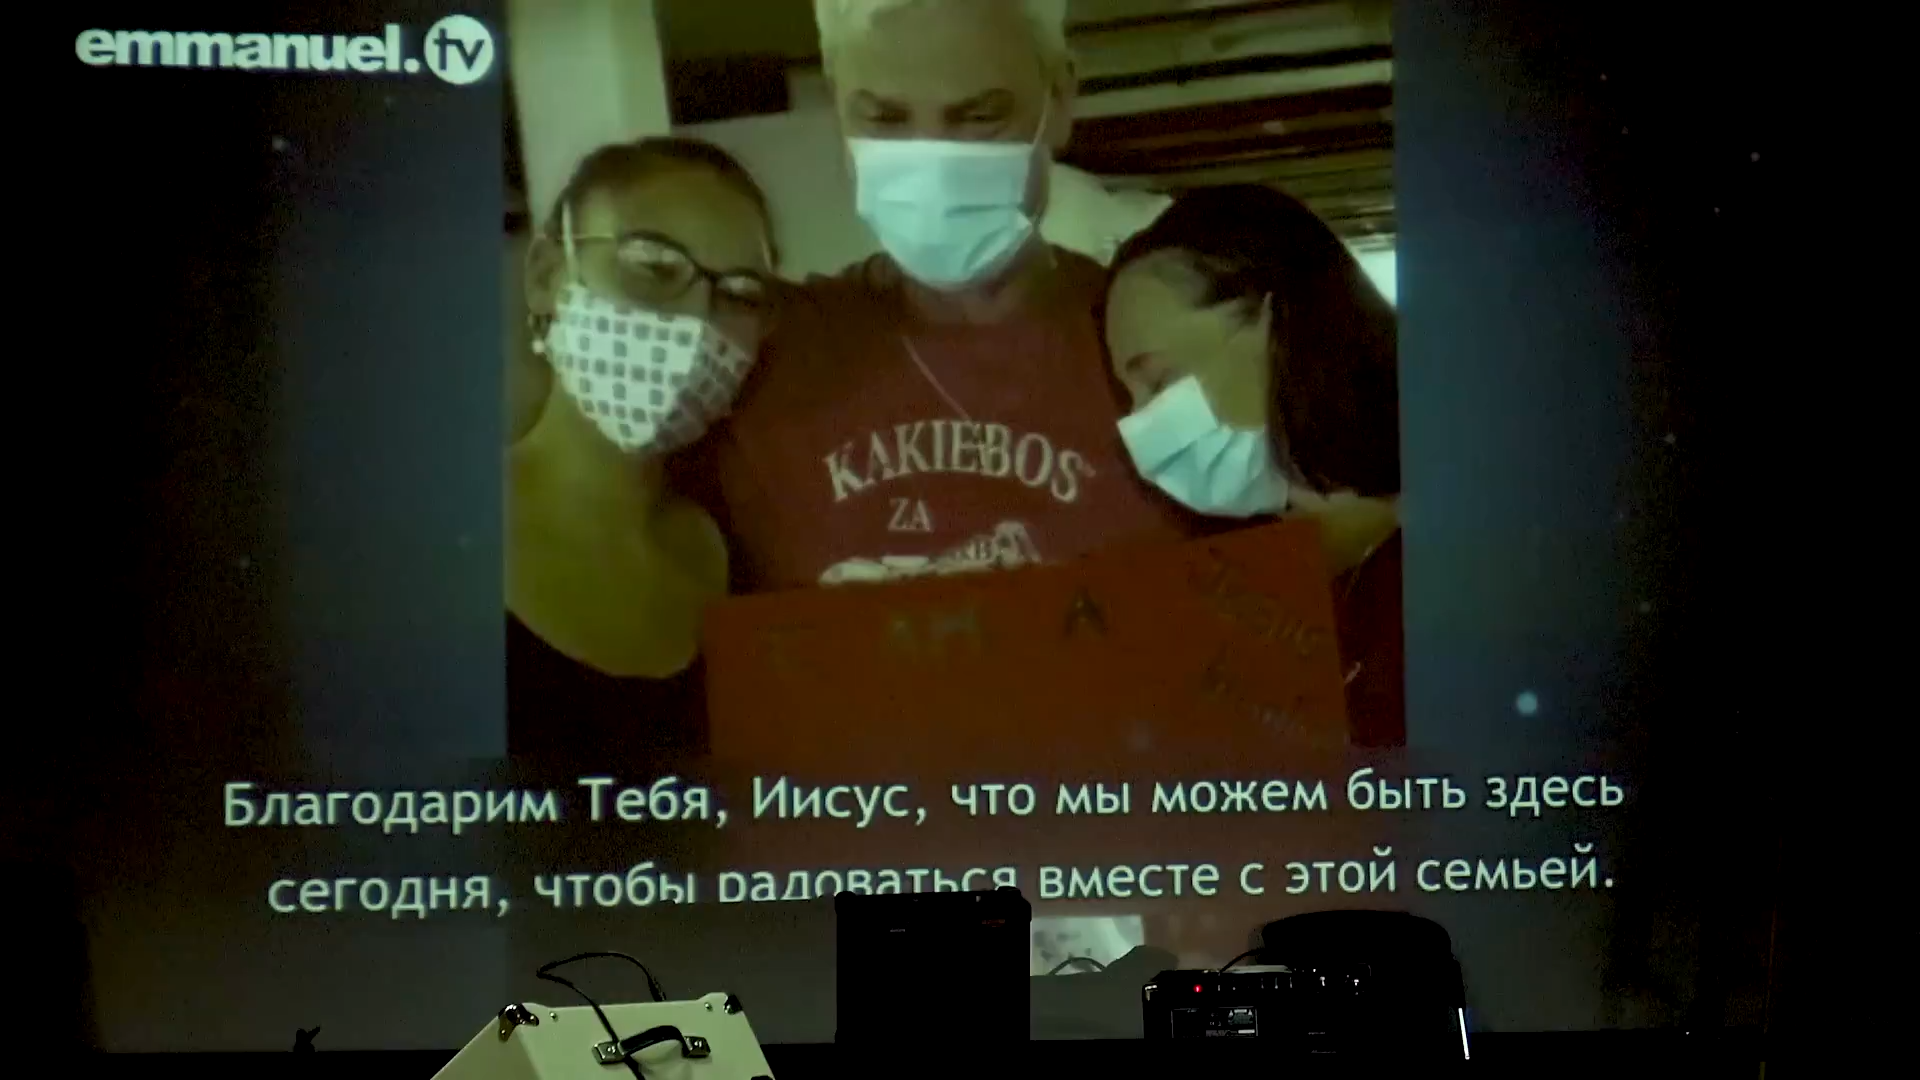 emmanuel.tv
KAKIEBOS
ZA
Благодарим Тебя, Иисус, что мы можем быть здесь
сегодня, чтобы радоваться вместе с этой семьей.